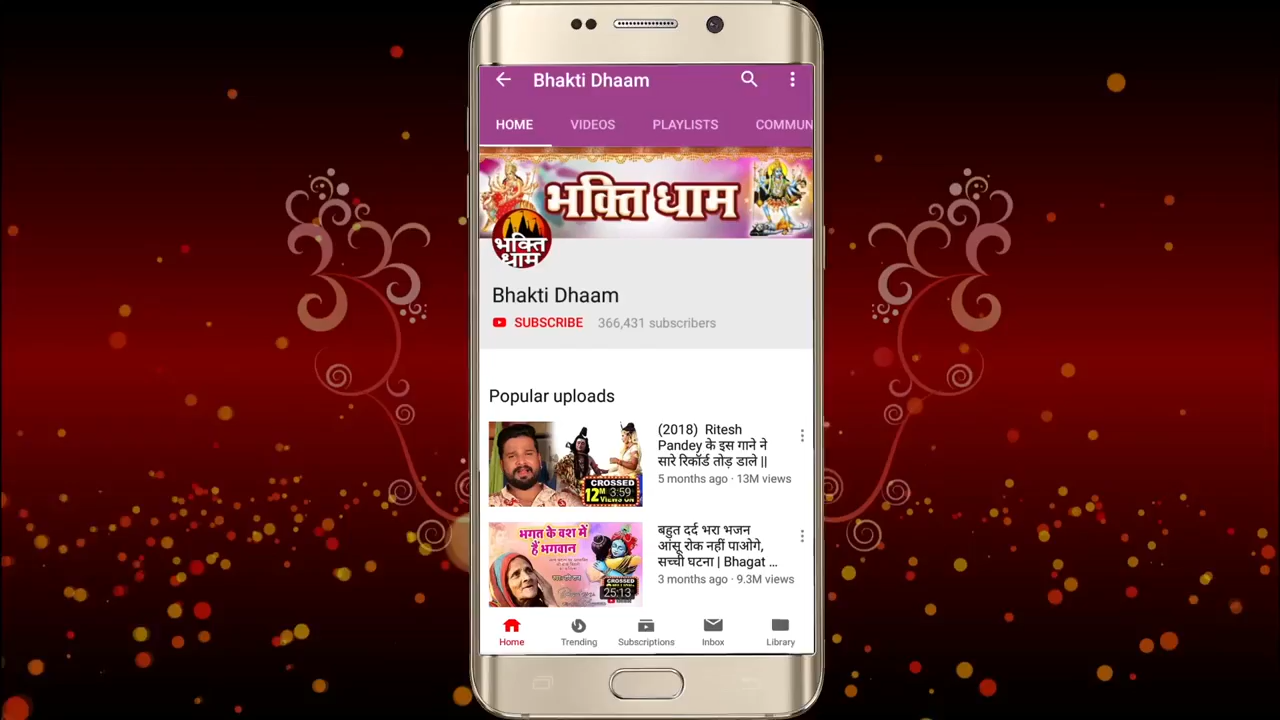 Bhakti Dhaam
HOME VIDEOS PLAYLISTS COMMUN
भक्ति धाम
भक्ति
धाम
Bhakti Dhaam
SUBSCRIBE 366,431 subscribers
Popular uploads
(2018) Ritesh
Pandey के इस गाने ने
सारे रिकॉर्ड तोड़ डाले ||
5 months ago · 13M views
CROSSED
12M
3:59
बहुत दर्द भरा भजन
आंसू रोक नहीं पाओगे,
सच्ची घटना | Bhagat ...
3 months ago · 9.3M views
भगत के वश में
हैं भगवान
CROSSED
25:13
Home Trending Subscriptions Inbox Library